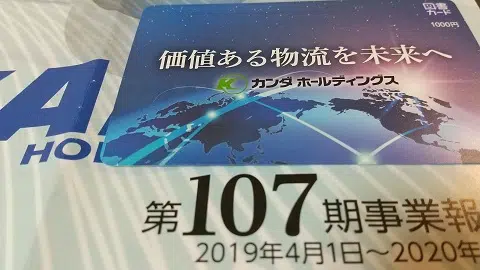 図書
カード
1000円
価値ある物流を未来へ
カンダ ホールディングス
HOL
第107期事業報
2019年4月1日～2020年